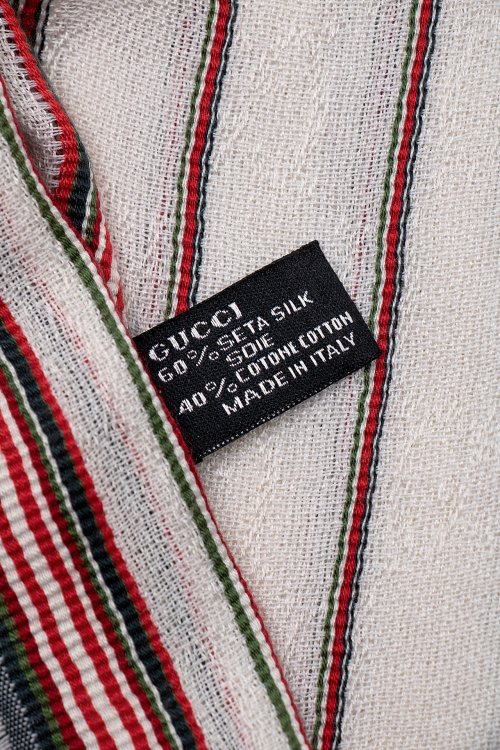 GUCCI
60% SETA SILK
SOIE
40% COTONE COTTON
MADE IN ITALY